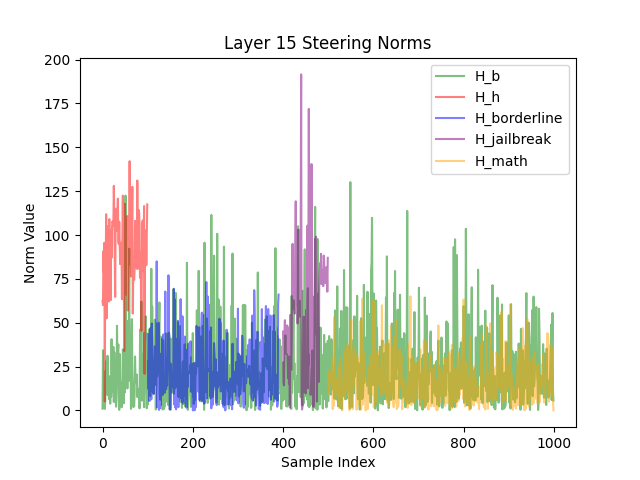 Layer 15 Steering Norms
200
175
150
125
100
75
50
25
0
Norm Value
H_b
H_h
H_borderline
H_jailbreak
H_math
0 200 400 600 800 1000
Sample Index